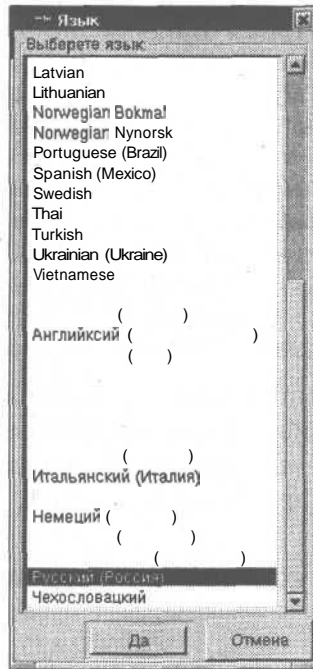 Язык
Выберете язык:
Latvian
Lithuanian
Norwegian Bokmal
Norwegian Nynorsk
Portuguese (Brazil)
Spanish (Mexico)
Swedish
Thai
Turkish
Ukrainian (Ukraine)
Vietnamese
( )
Английксий ( )
( )
( )
Итальянский (Италия)
Немеций ( )
( )
( )
Русский (Россия)
Чехословацкий
Да Отмена